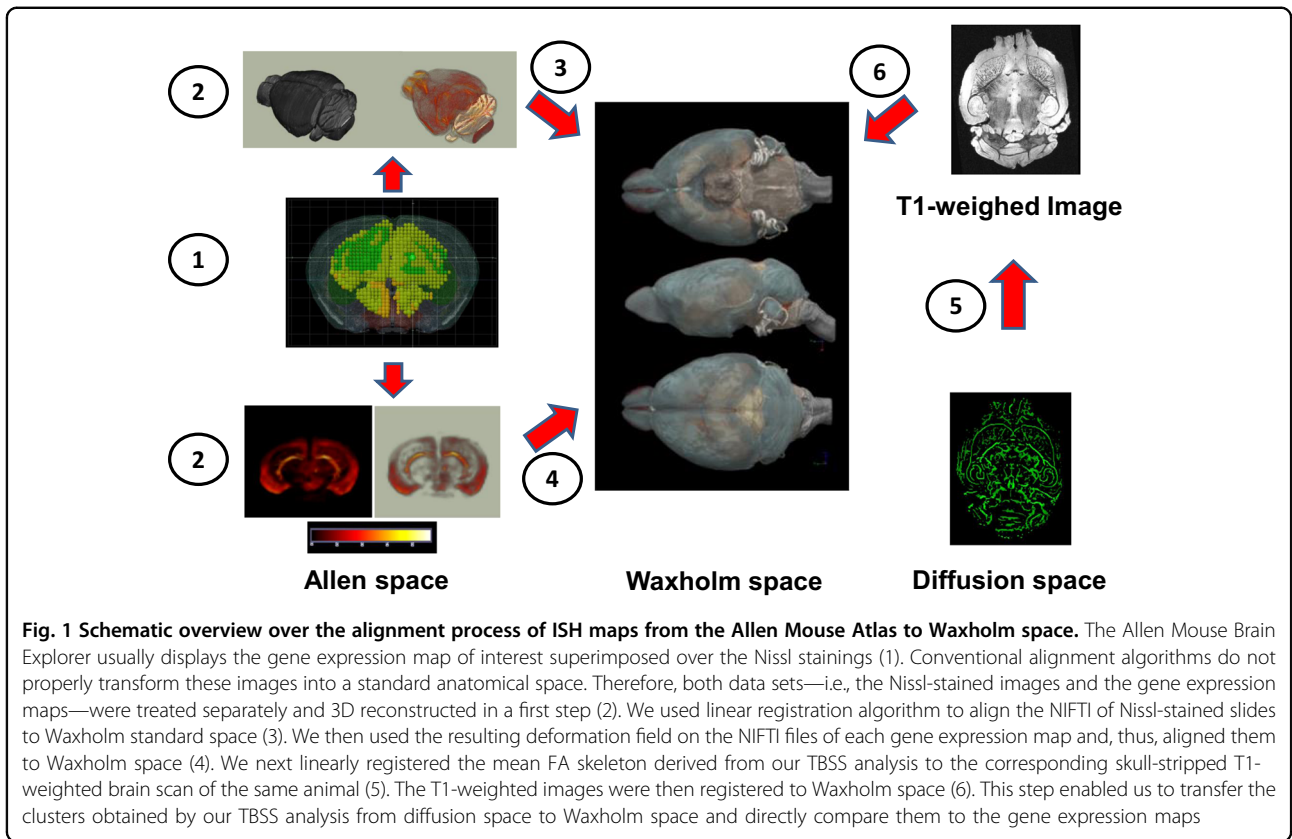 2
3
6
T1-weighed Image
1
5
2
4
Allen space
Waxholm space
Diffusion space
Fig. 1 Schematic overview over the alignment process of ISH maps from the Allen Mouse Atlas to Waxholm space. The Allen Mouse Brain
Explorer usually displays the gene expression map of interest superimposed over the Nissl stainings (1). Conventional alignment algorithms do not
properly transform these images into a standard anatomical space. Therefore, both data sets—i.e., the Nissl-stained images and the gene expression
maps—were treated separately and 3D reconstructed in a first step (2). We used linear registration algorithm to align the NIFTI of Nissl-stained slides
to Waxholm standard space (3). We then used the resulting deformation field on the NIFTI files of each gene expression map and, thus, aligned them
to Waxholm space (4). We next linearly registered the mean FA skeleton derived from our TBSS analysis to the corresponding skull-stripped T1-
weighted brain scan of the same animal (5). The T1-weighted images were then registered to Waxholm space (6). This step enabled us to transfer the
clusters obtained by our TBSS analysis from diffusion space to Waxholm space and directly compare them to the gene expression maps